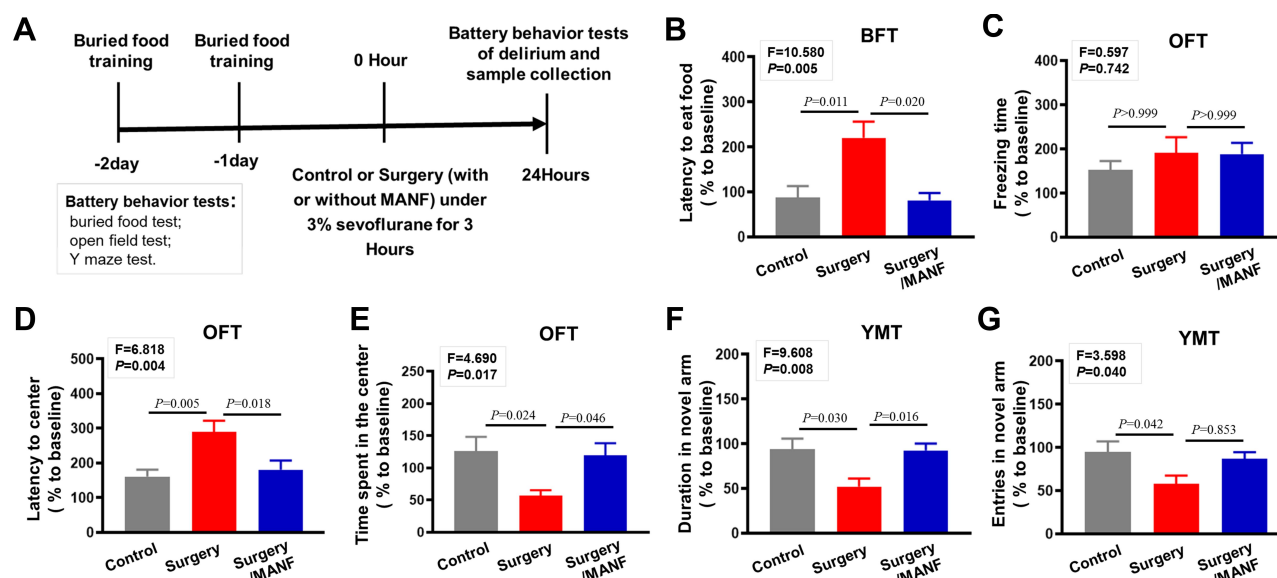 A
Buried food
training
Buried food
training
0 Hour
Battery behavior tests
of delirium and
sample collection
-2day
-1day
Control or Surgery (with
or without MANF) under
3% sevoflurane for 3
Hours
24Hours
Battery behavior tests:
buried food test;
open field test;
Y maze test.
B
BFT
F=10.580
P=0.005
P=0.011
P=0.020
Latency to eat food
( % to baseline)
400
300
200
100
0
Control
Surgery
Surgery
/MANF
C
OFT
F=0.597
P=0.742
P>0.999
P>0.999
Freezing time
( % to baseline)
400
300
200
100
0
Control
Surgery
Surgery
/MANF
D
OFT
F=6.818
P=0.004
P=0.005
P=0.018
Latency to center
( % to baseline)
500
400
300
200
100
0
Control
Surgery
Surgery
/MANF
E
OFT
F=4.690
P=0.017
P=0.024
P=0.046
Time spent in the center
( % to baseline)
200
150
100
50
0
Control
Surgery
Surgery
/MANF
F
YMT
F=9.608
P=0.008
P=0.030
P=0.016
Duration in novel arm
( % to baseline)
200
150
100
50
0
Control
Surgery
Surgery
/MANF
G
YMT
F=3.598
P=0.040
P=0.042
P=0.853
Entries in novel arm
( % to baseline)
200
150
100
50
0
Control
Surgery
Surgery
/MANF